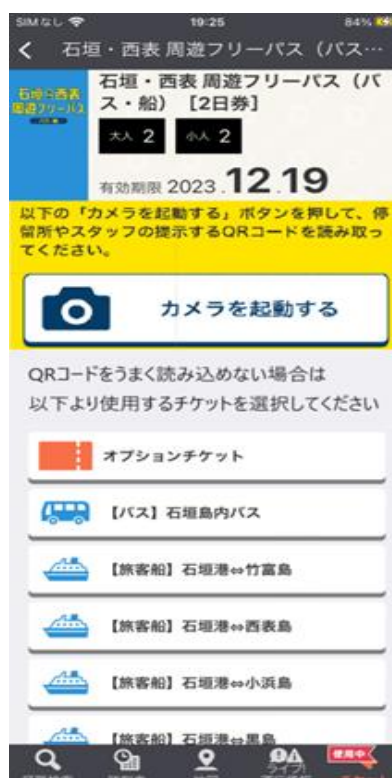 SIMなし
19:25
84%
石垣・西表 周遊フリーパス（バス…
石垣・西表
周遊フリーパス
石垣・西表 周遊フリーパス（バ
ス・船）［2日券］
大人 2
小人 2
有効期限 2023.12.19
以下の「カメラを起動する」ボタンを押して、停
留所やスタッフの提示するQRコードを読み取っ
てください。
カメラを起動する
QRコードをうまく読み込めない場合は
以下より使用するチケットを選択してください
オプションチケット
【バス】石垣島内バス
【旅客船】石垣港⇔竹富島
【旅客船】石垣港⇔西表島
【旅客船】石垣港⇔小浜島
【旅客船】石垣港⇔黒島
使用中